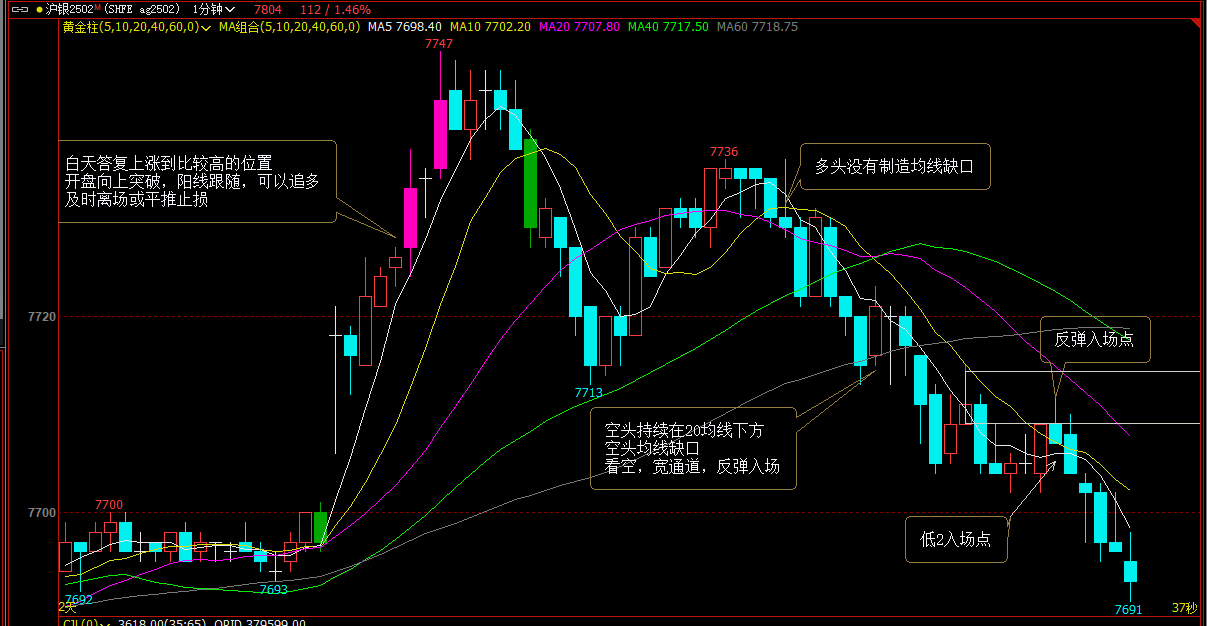 沪银2502M(SHFE ag2502) 1分钟 7804 112 / 1.46%
黄金柱(5,10,20,40,60,0) MA组合(5,10,20,40,60,0) MA5 7698.40 MA10 7702.20 MA20 7707.80 MA40 7717.50 MA60 7718.75
7747
白天答复上涨到比较高的位置
开盘向上突破，阳线跟随，可以追多
及时离场或平推止损
7736
多头没有制造均线缺口
7720
反弹入场点
7713
空头持续在20均线下方
空头均线缺口
看空，宽通道，反弹入场
7700
7700
低2入场点
7693
7692
2天
7691
37秒
CJL(0) 3618.00(35:65) OPID 379599.00